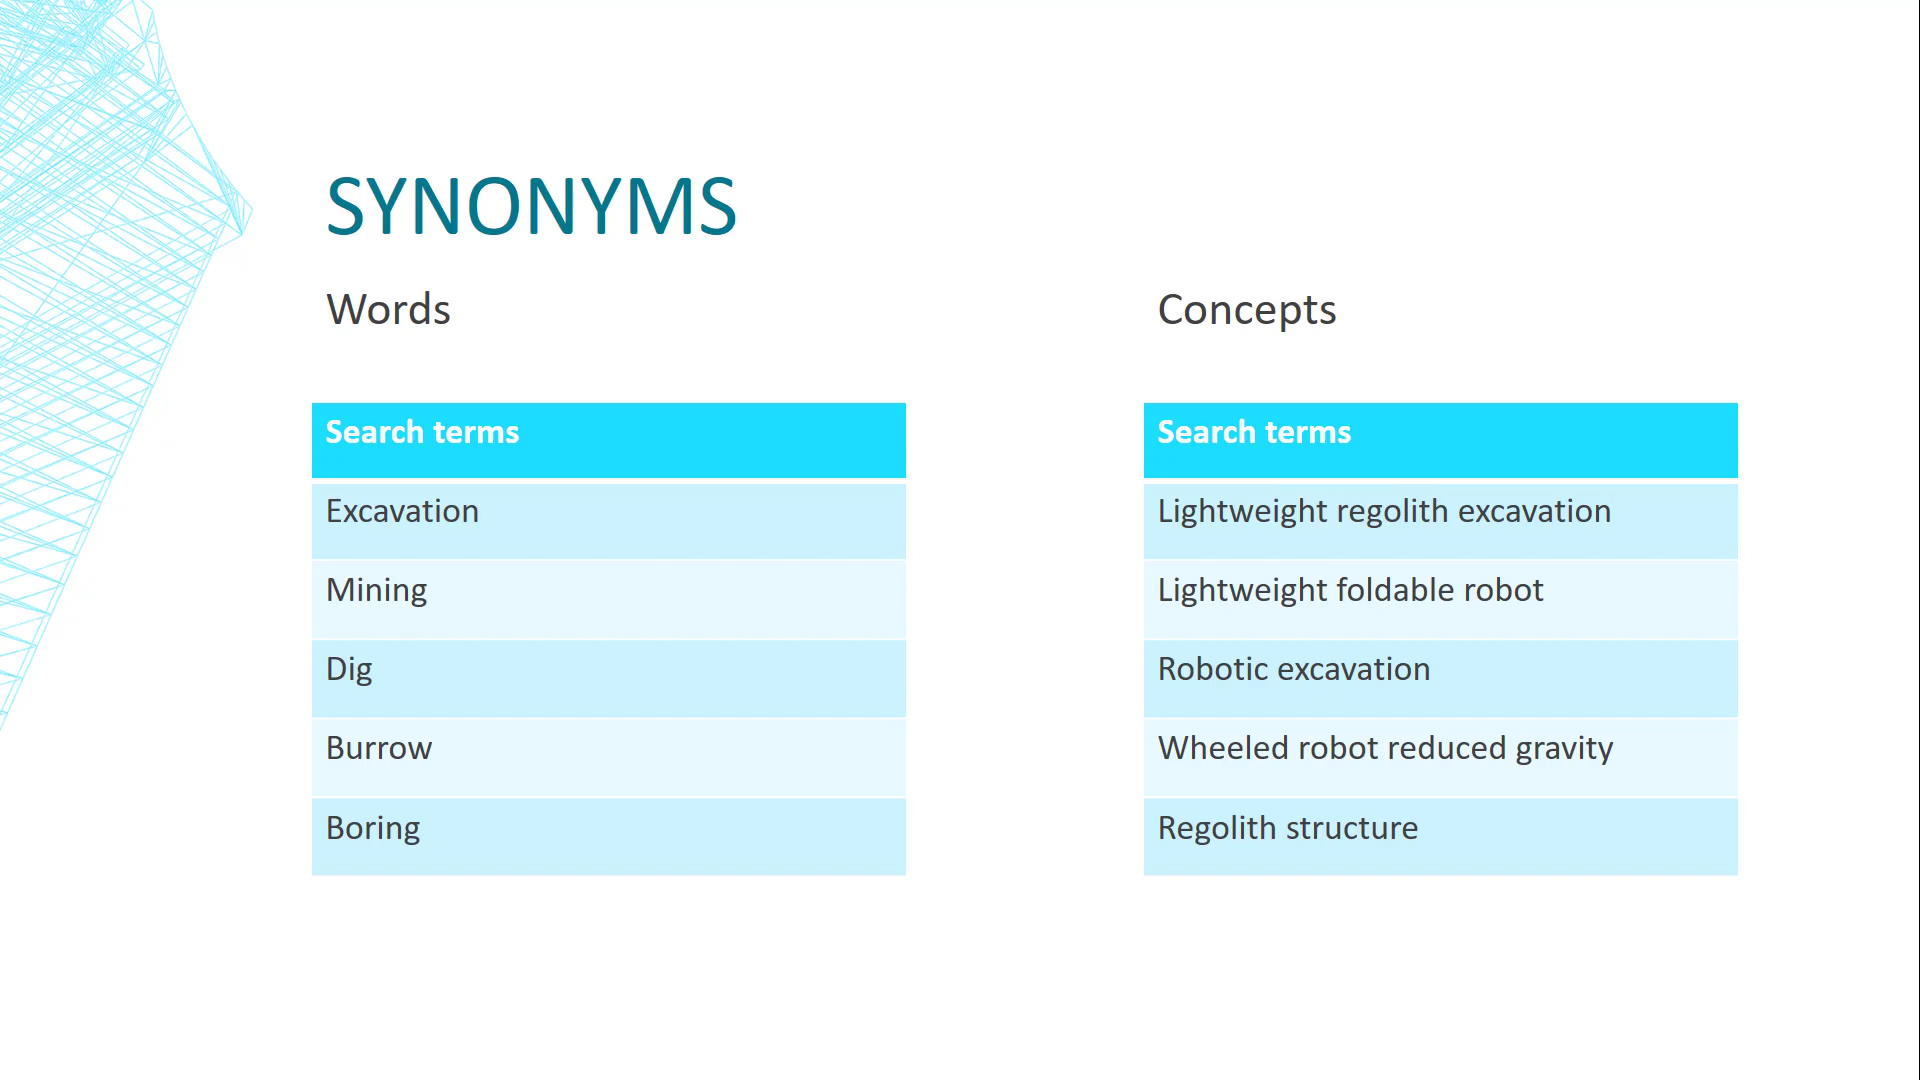 SYNONYMS
Words
Search terms
Excavation
Mining
Dig
Burrow
Boring
Concepts
Search terms
Lightweight regolith excavation
Lightweight foldable robot
Robotic excavation
Wheeled robot reduced gravity
Regolith structure